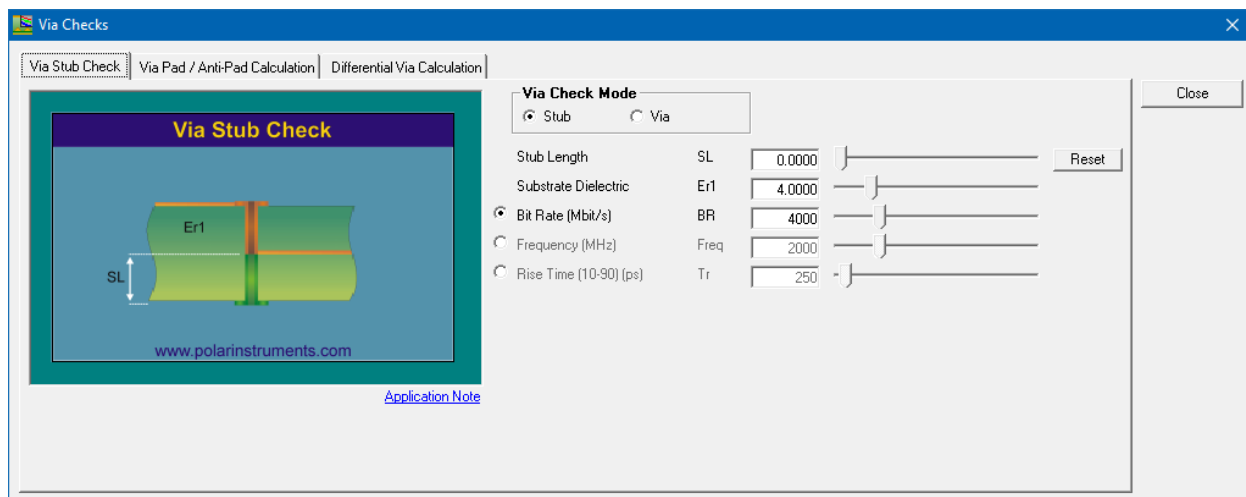 Via Checks
Via Stub Check Via Pad / Anti-Pad Calculation Differential Via Calculation
Via Stub Check
Er1
SL
www.polarinstruments.com
Application Note
Via Check Mode
Stub Via
Stub Length SL 0.0000 Reset
Substrate Dielectric Er1 4.0000
Bit Rate (Mbit/s) BR 4000
Frequency (MHz) Freq 2000
Rise Time (10-90) (ps) Tr 250
Close